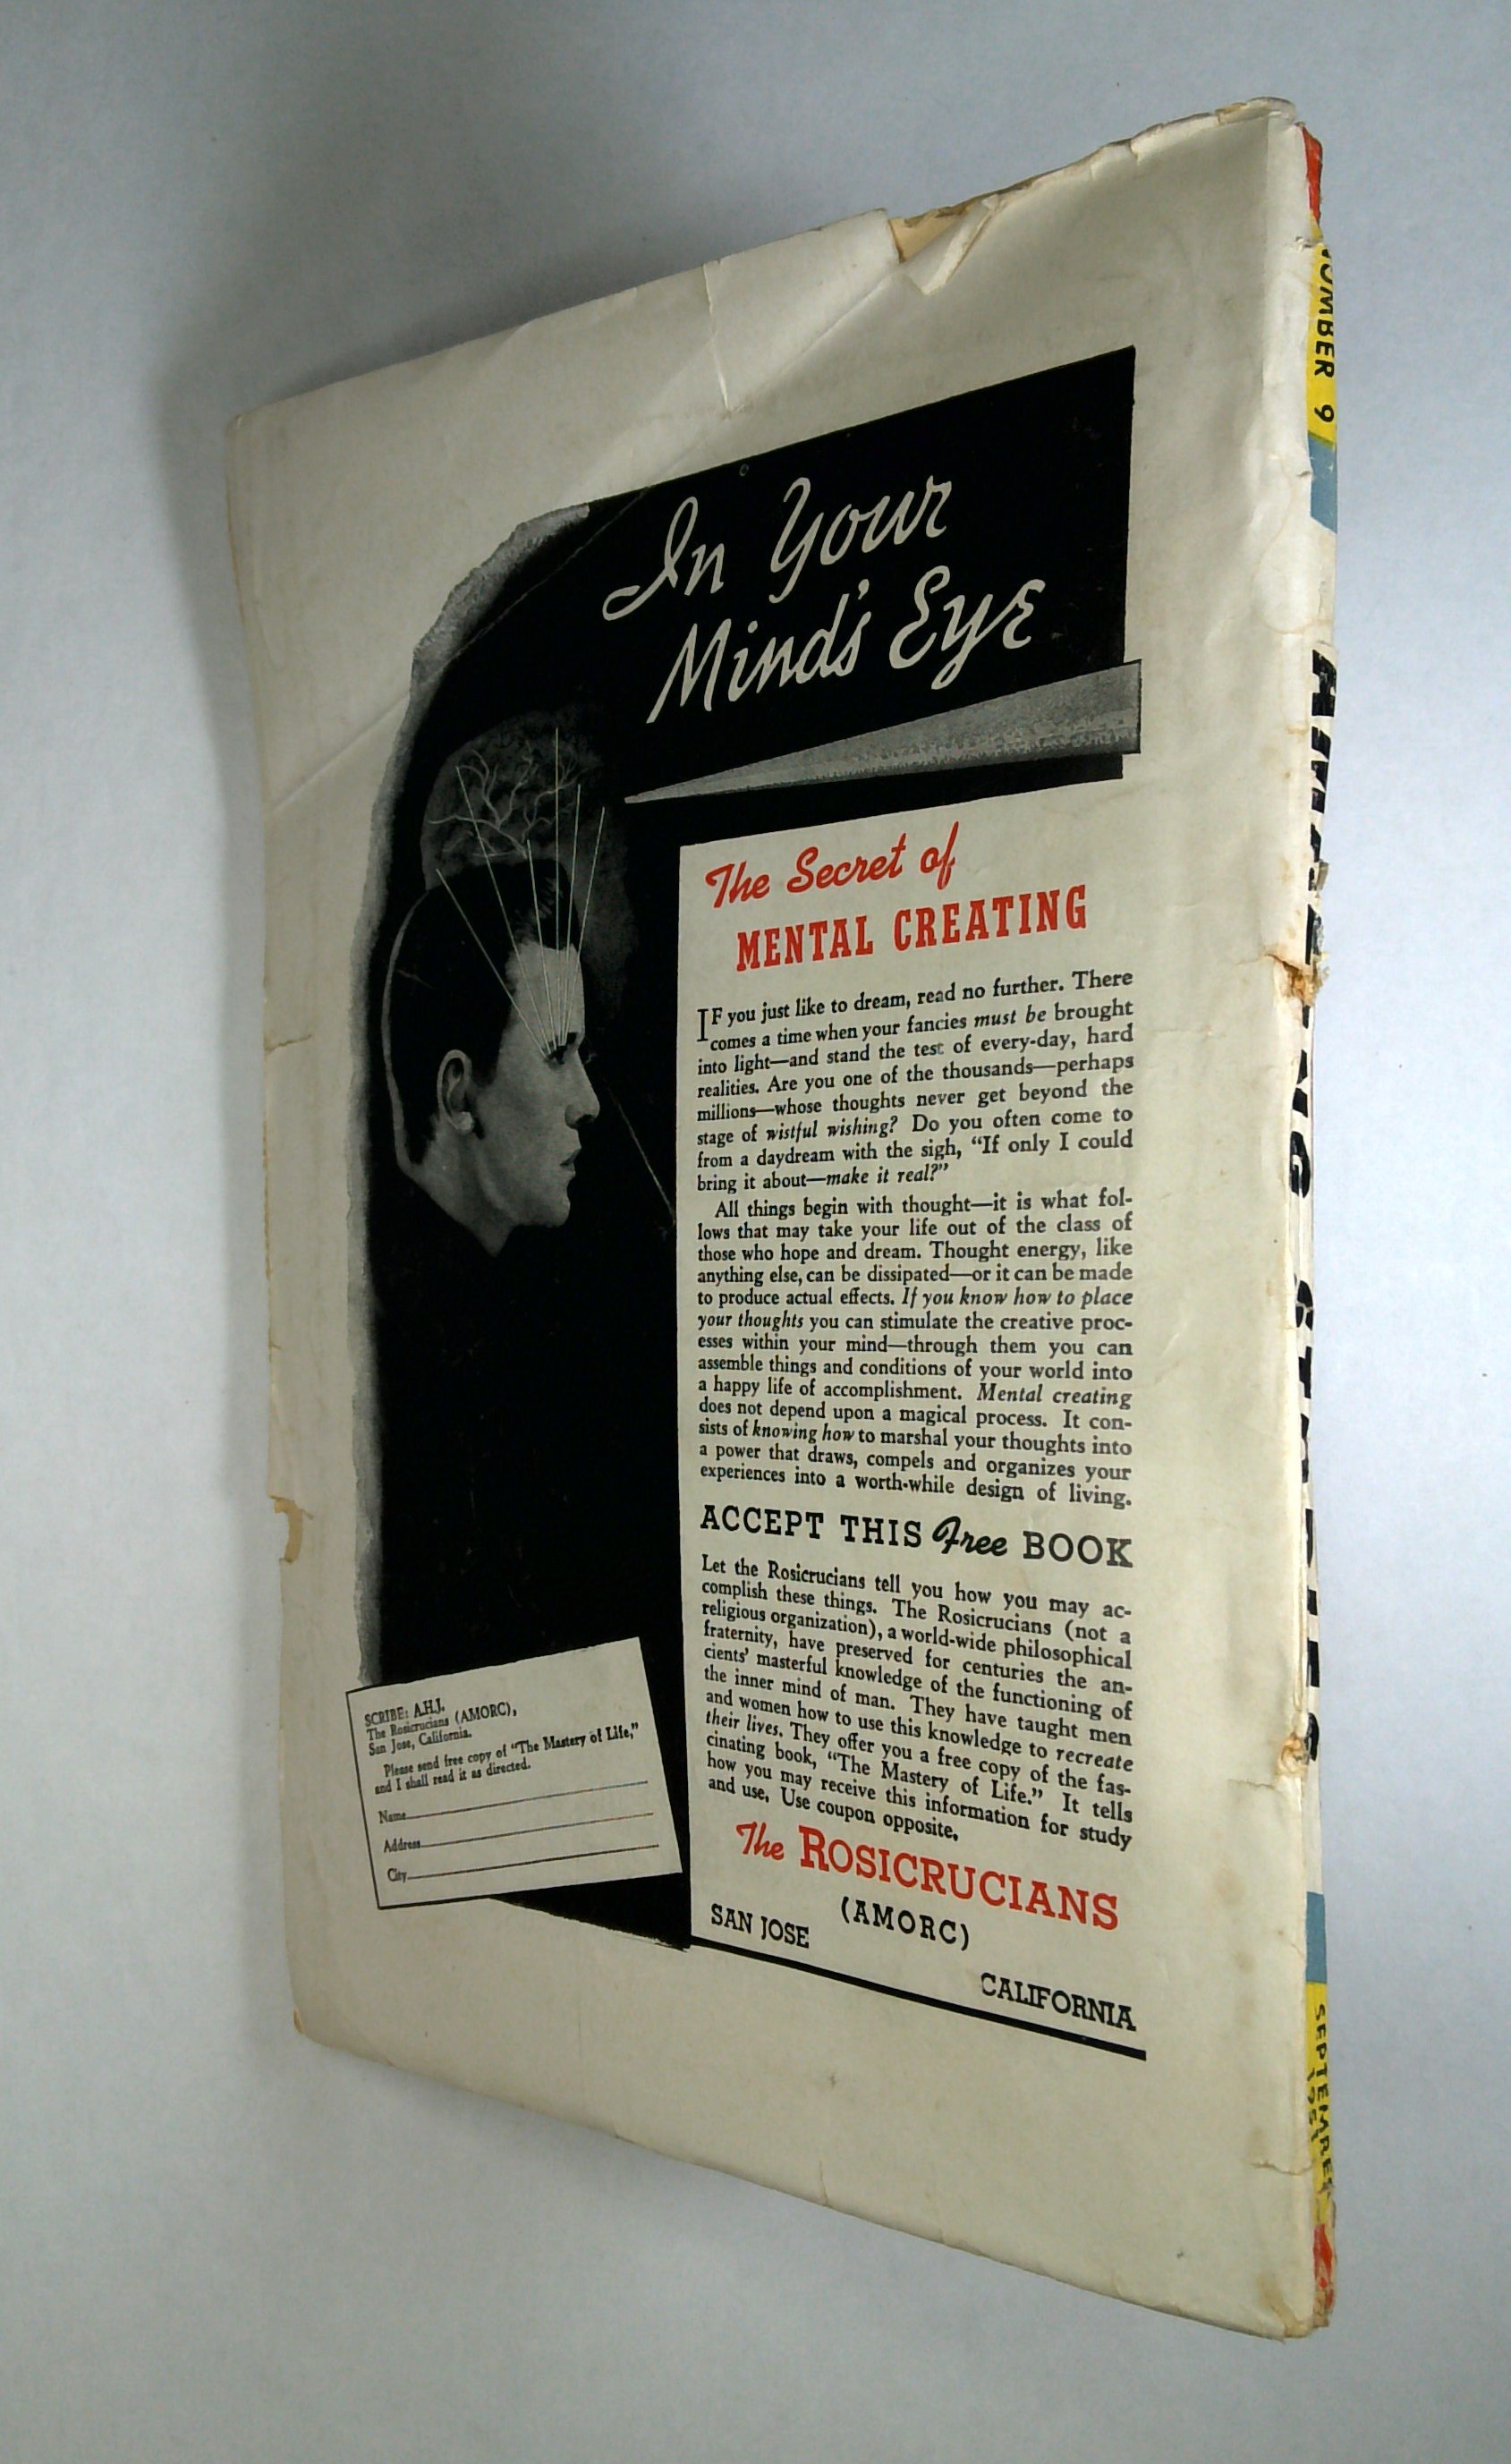 In Your
Mind's Eye
The Secret of
MENTAL CREATING
IF you just like to dream, read no further. There
comes a time when your fancies must be brought
into light—and stand the test of every-day, hard
realities. Are you one of the thousands—perhaps
millions—whose thoughts never get beyond the
stage of wistful wishing? Do you often come to
from a daydream with the sigh, "If only I could
bring it about—make it real?"
All things begin with thought—it is what fol-
lows that may take your life out of the class of
those who hope and dream. Thought energy, like
anything else, can be dissipated—or it can be made
to produce actual effects. If you know how to place
your thoughts you can stimulate the creative proc-
esses within your mind—through them you can
assemble things and conditions of your world into
a happy life of accomplishment. Mental creating
does not depend upon a magical process. It con-
sists of knowing how to marshal your thoughts into
a power that draws, compels and organizes your
experiences into a worth-while design of living.
ACCEPT THIS Free BOOK
Let the Rosicrucians tell you how you may ac-
complish these things. The Rosicrucians (not a
religious organization), a world-wide philosophical
fraternity, have preserved for centuries the an-
cients' masterful knowledge of the functioning of
the inner mind of man. They have taught men
and women how to use this knowledge to recreate
their lives. They offer you a free copy of the fas-
cinating book, "The Mastery of Life." It tells
how you may receive this information for study
and use. Use coupon opposite.
The ROSICRUCIANS
(AMORC)
SAN JOSE
CALIFORNIA
SCRIBE: A.H.J.
The Rosicrucians (AMORC),
San Jose, California.
Please send free copy of "The Mastery of Life,"
and I shall read it as directed.
Name
Address
City
NUMBER 9
AMAZING STORIES
SEPTEMBER